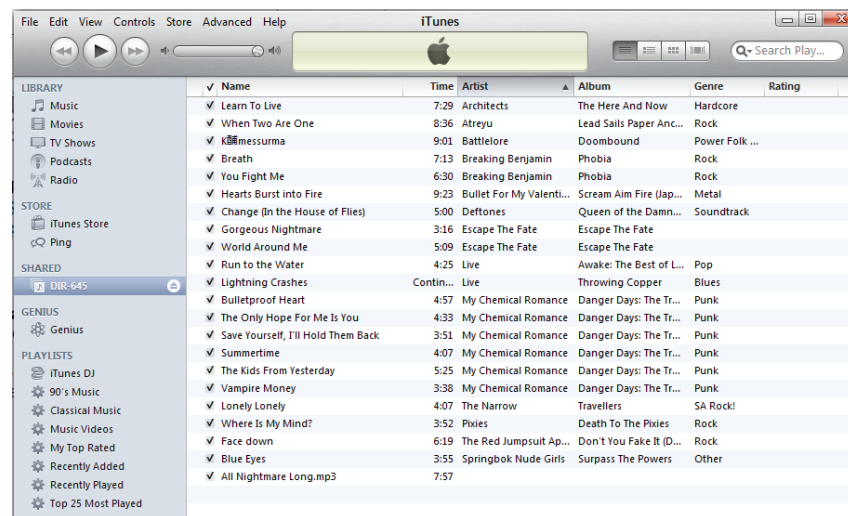 File Edit View Controls Store Advanced Help iTunes
Search Play...
LIBRARY
Music
Movies
TV Shows
Podcasts
Radio
STORE
iTunes Store
Ping
SHARED
DIR-645
GENIUS
Genius
PLAYLISTS
iTunes DJ
90's Music
Classical Music
Music Videos
My Top Rated
Recently Added
Recently Played
Top 25 Most Played
Name Time Artist Album Genre Rating
Learn To Live 7:29 Architects The Here And Now Hardcore
When Two Are One 8:36 Atreyu Lead Sails Paper Anc... Rock
9:01 Battlelore Doombound Power Folk ...
Breath 7:13 Breaking Benjamin Phobia Rock
You Fight Me 6:30 Breaking Benjamin Phobia Rock
Hearts Burst into Fire 9:23 Bullet For My Valenti... Scream Aim Fire (Jap... Metal
Change (In the House of Flies) 5:00 Deftones Queen of the Damn... Soundtrack
Gorgeous Nightmare 3:16 Escape The Fate Escape The Fate
World Around Me 5:09 Escape The Fate Escape The Fate
Run to the Water 4:25 Live Awake: The Best of L... Pop
Lightning Crashes Contin... Live Throwing Copper Blues
Bulletproof Heart 4:57 My Chemical Romance Danger Days: The Tr... Punk
The Only Hope For Me Is You 4:33 My Chemical Romance Danger Days: The Tr... Punk
Save Yourself, I'll Hold Them Back 3:51 My Chemical Romance Danger Days: The Tr... Punk
Summertime 4:07 My Chemical Romance Danger Days: The Tr... Punk
The Kids From Yesterday 5:25 My Chemical Romance Danger Days: The Tr... Punk
Vampire Money 3:38 My Chemical Romance Danger Days: The Tr... Punk
Lonely Lonely 4:07 The Narrow Travellers SA Rock!
Where Is My Mind? 3:52 Pixies Death To The Pixies Rock
Face down 6:19 The Red Jumpsuit Ap... Don't You Fake It (D... Rock
Blue Eyes 3:55 Springbok Nude Girls Surpass The Powers Other
All Nightmare Long.mp3 7:57